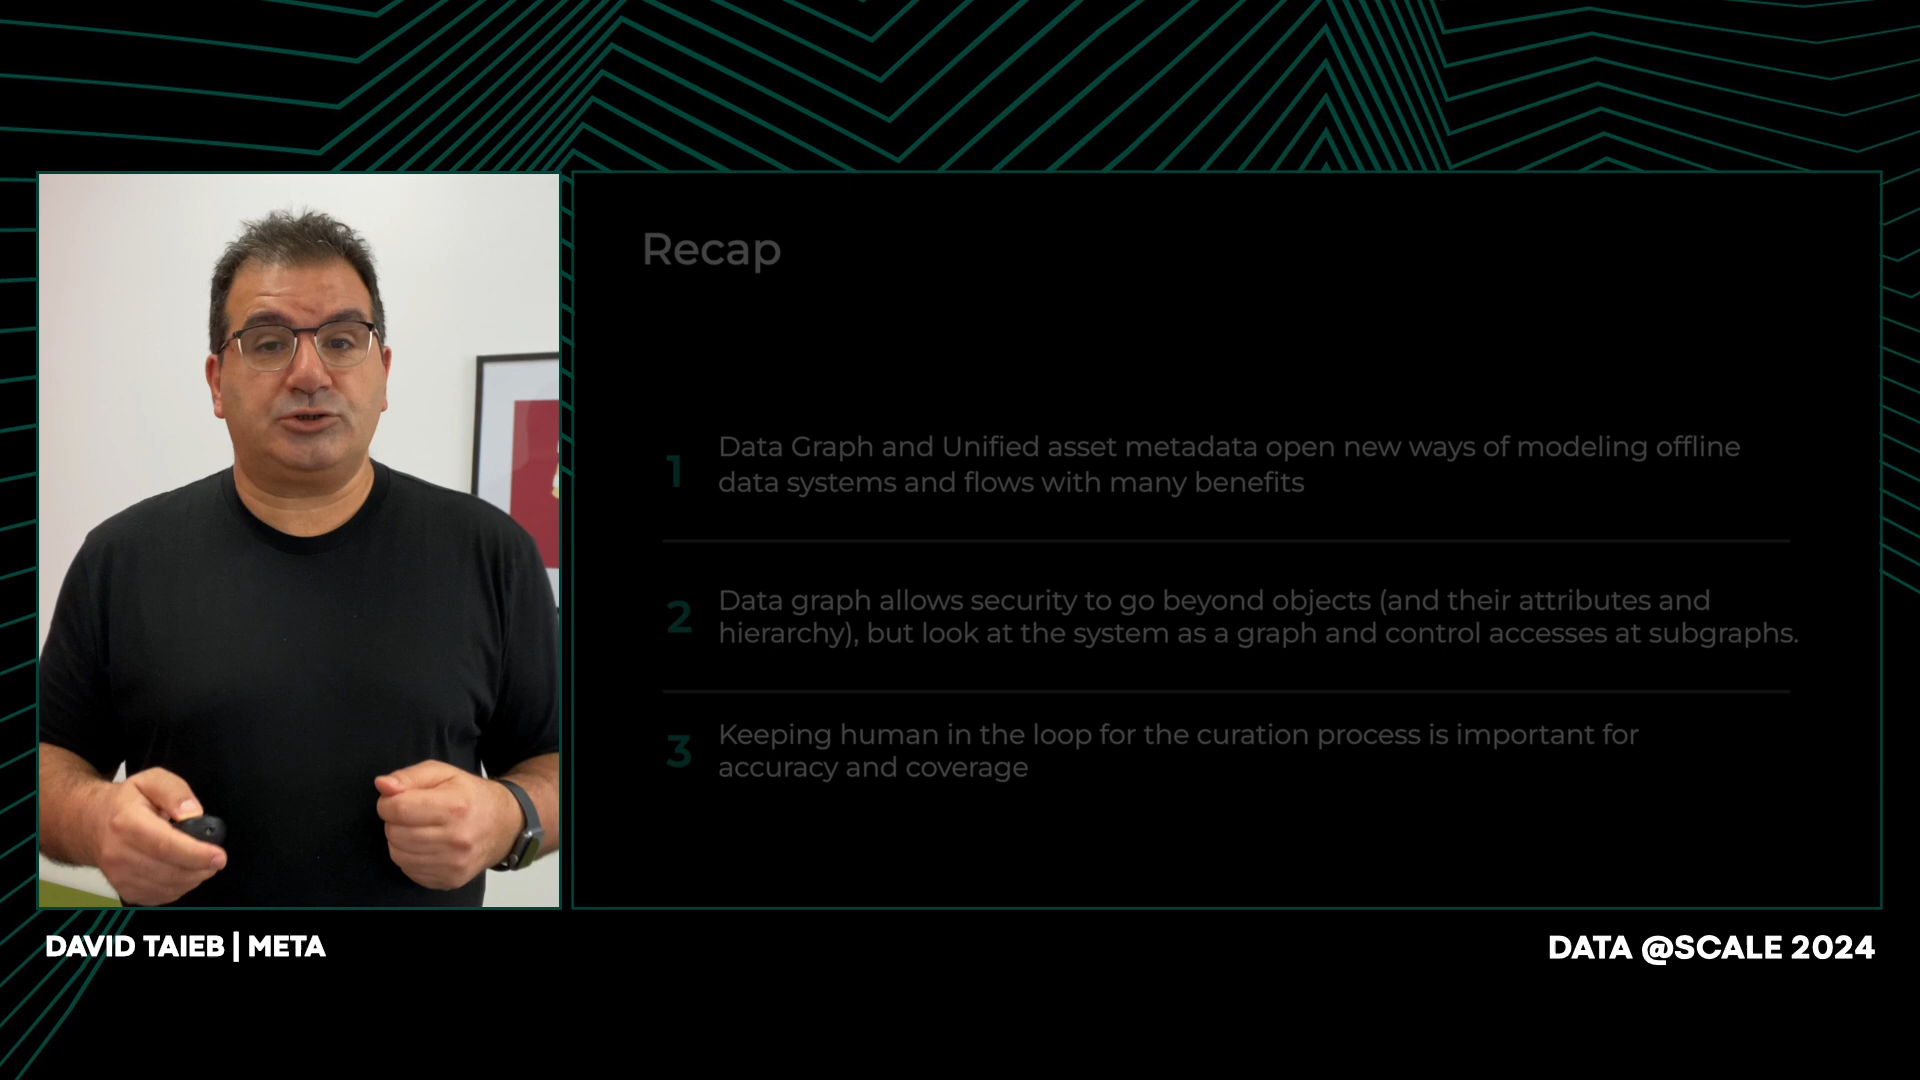 Recap
1
Data Graph and Unified asset metadata open new ways of modeling offline
data systems and flows with many benefits
2
Data graph allows security to go beyond objects (and their attributes and
hierarchy), but look at the system as a graph and control accesses at subgraphs.
3
Keeping human in the loop for the curation process is important for
accuracy and coverage
DAVID TAIEB | META
DATA @SCALE 2024